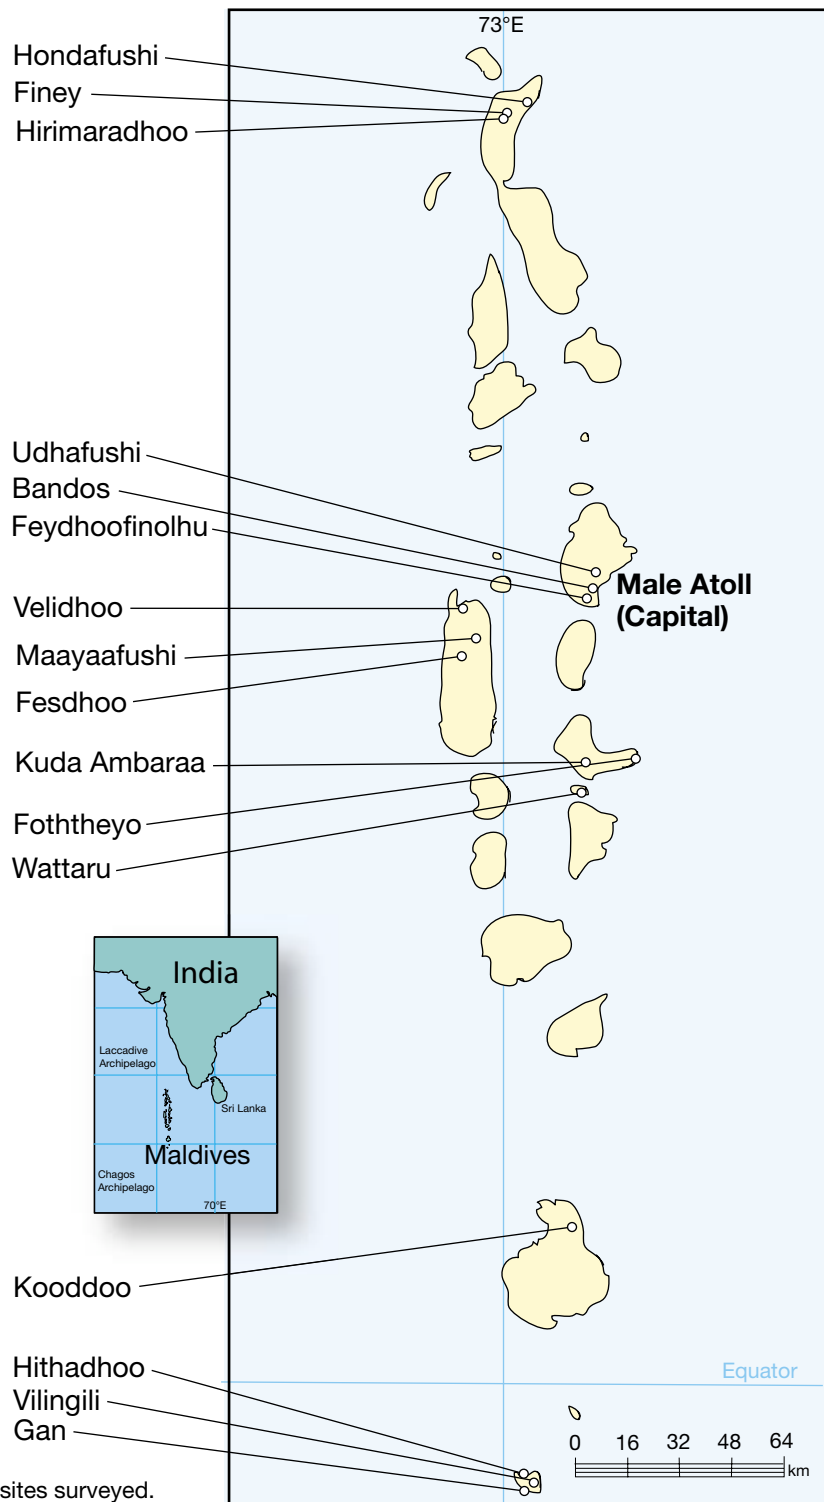 73°E
Hondafushi
Finey
Hirimaradhoo
Udhafushi
Bandos
Feydhoofinolhu
Male Atoll
(Capital)
Velidhoo
Maayaafushi
Fesdhoo
Kuda Ambaraa
Foththeyo
Wattaru
India
Laccadive
Archipelago
Sri Lanka
Maldives
Chagos
Archipelago
70°E
Kooddoo
Equator
Hithadhoo
Vilingili
Gan
0 16 32 48 64
km
sites surveyed.